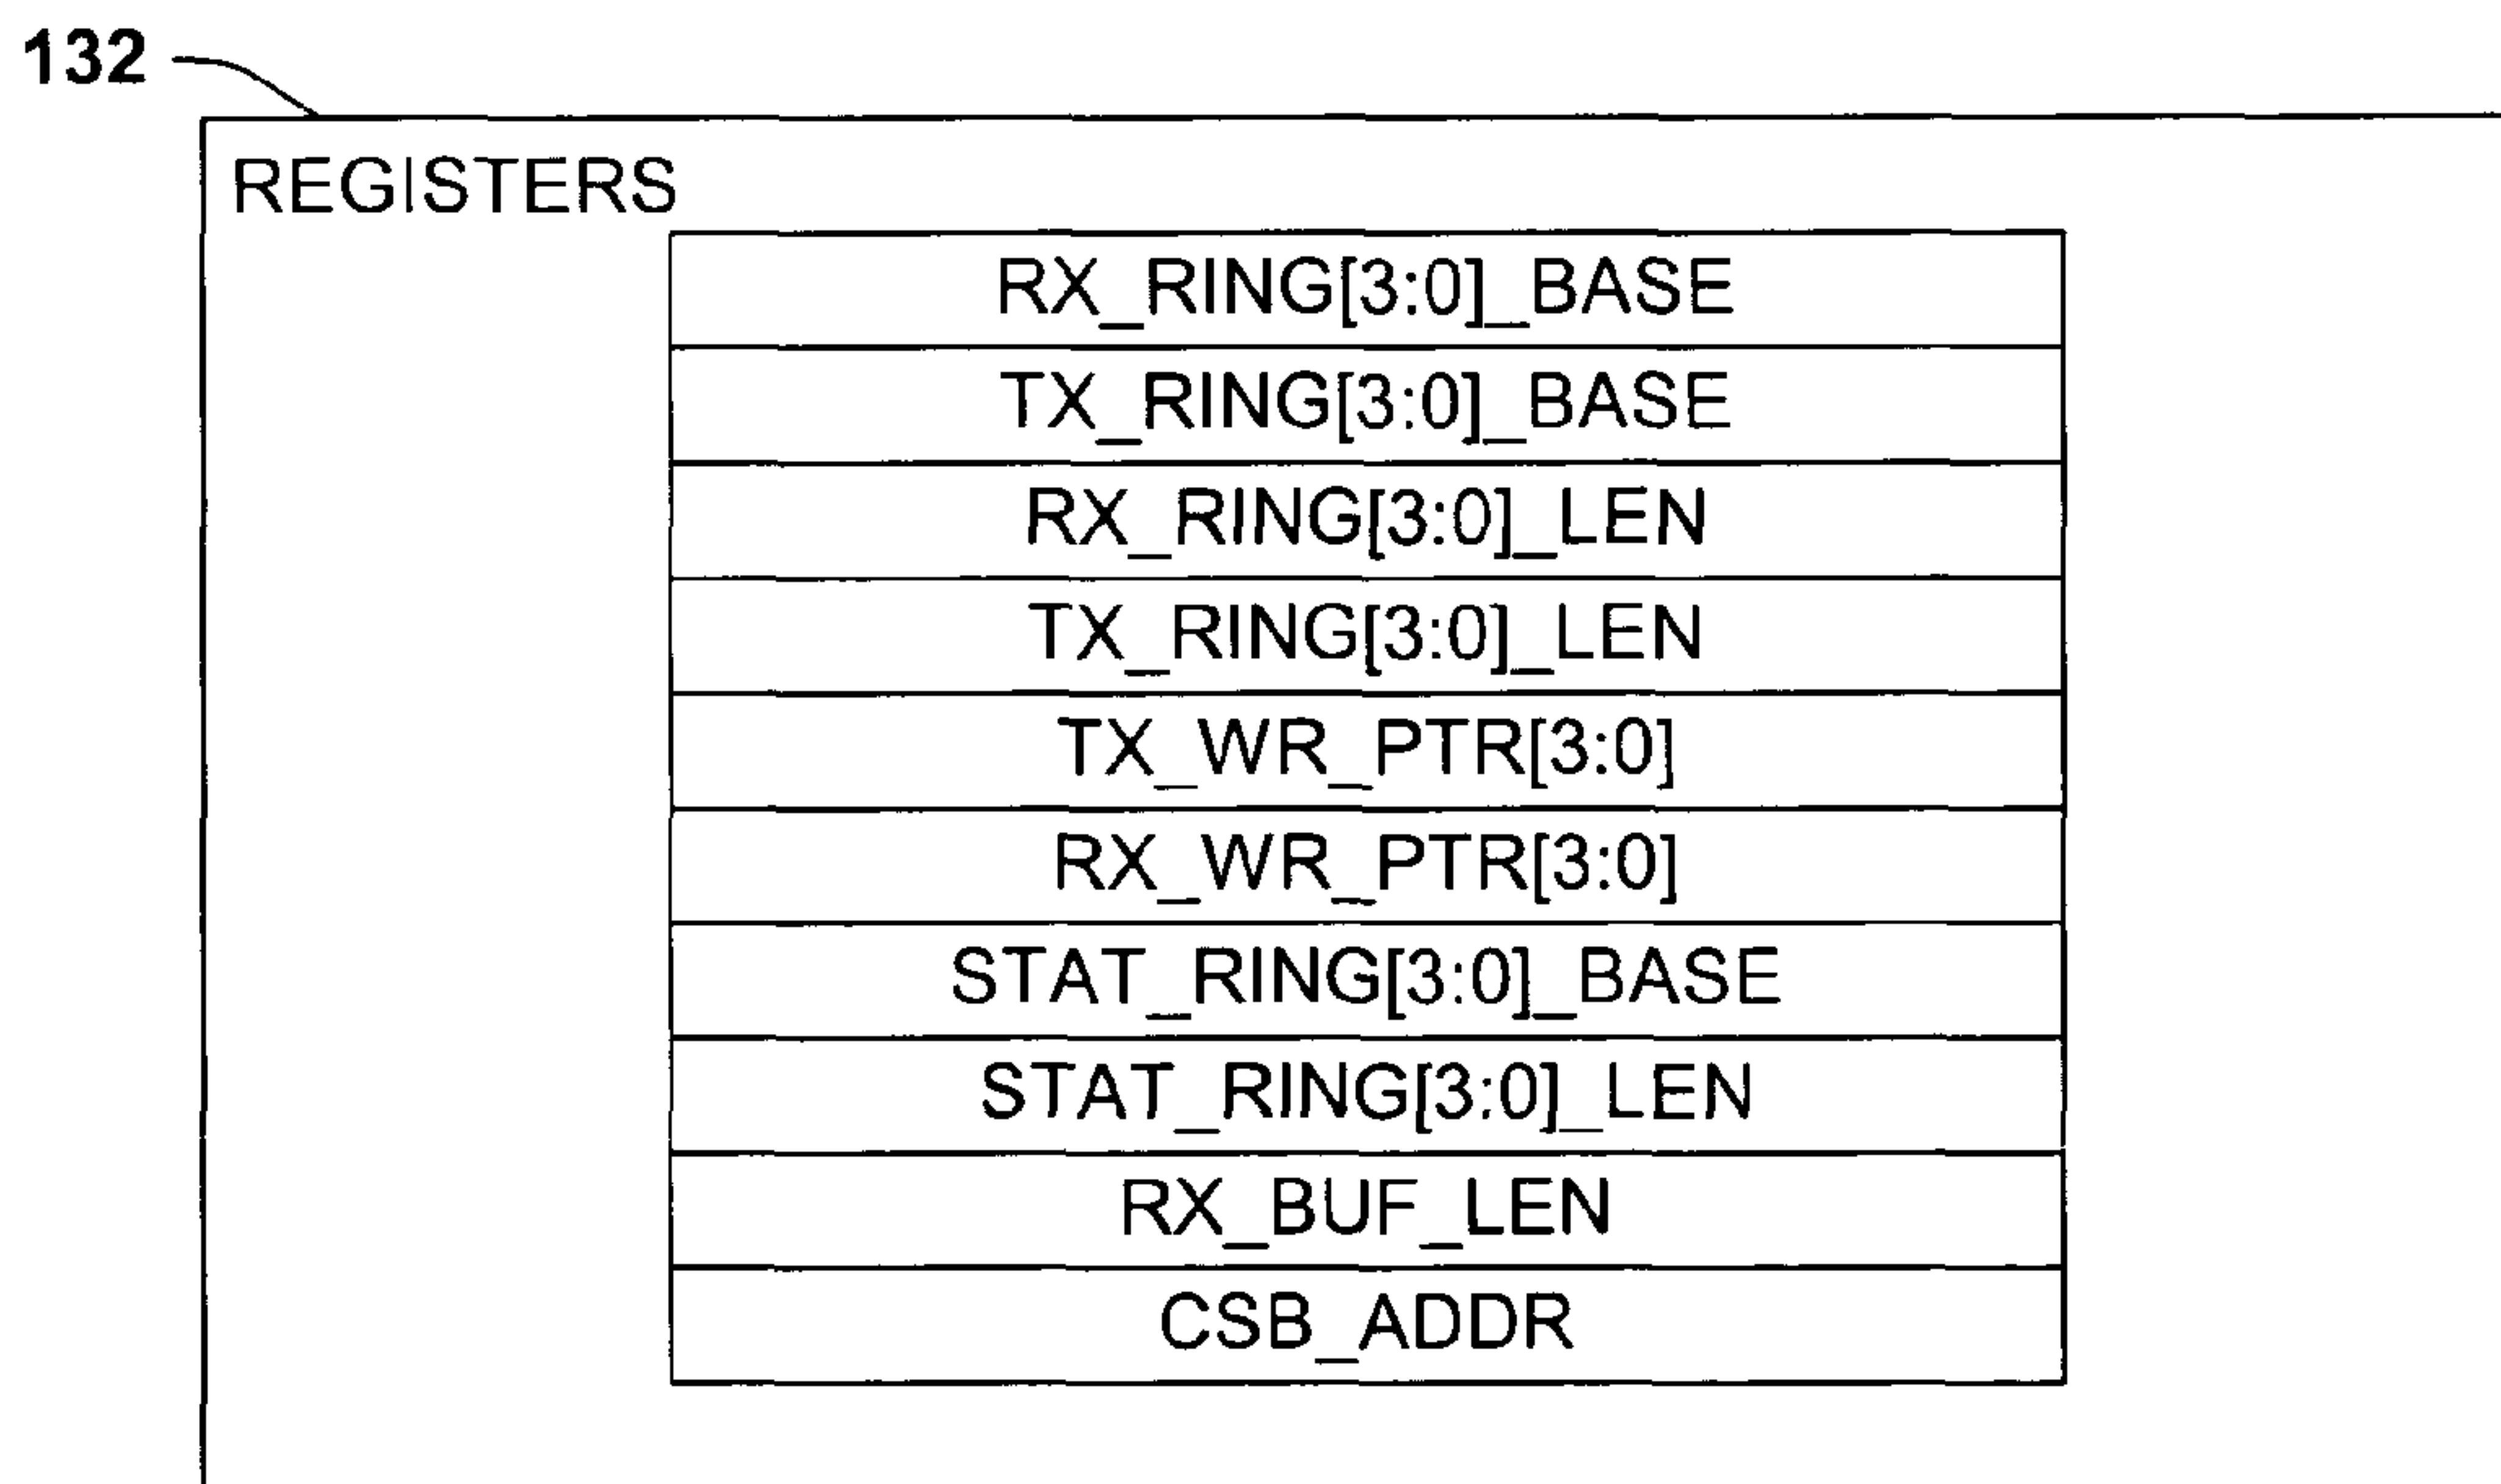 132
REGISTERS
RX_RING[3:0]_BASE
TX_RING[3:0]_BASE
RX_RING[3:0]_LEN
TX_RING[3:0]_LEN
TX_WR_PTR[3:0]
RX_WR_PTR[3:0]
STAT_RING[3:0]_BASE
STAT_RING[3:0]_LEN
RX_BUF_LEN
CSB_ADDR